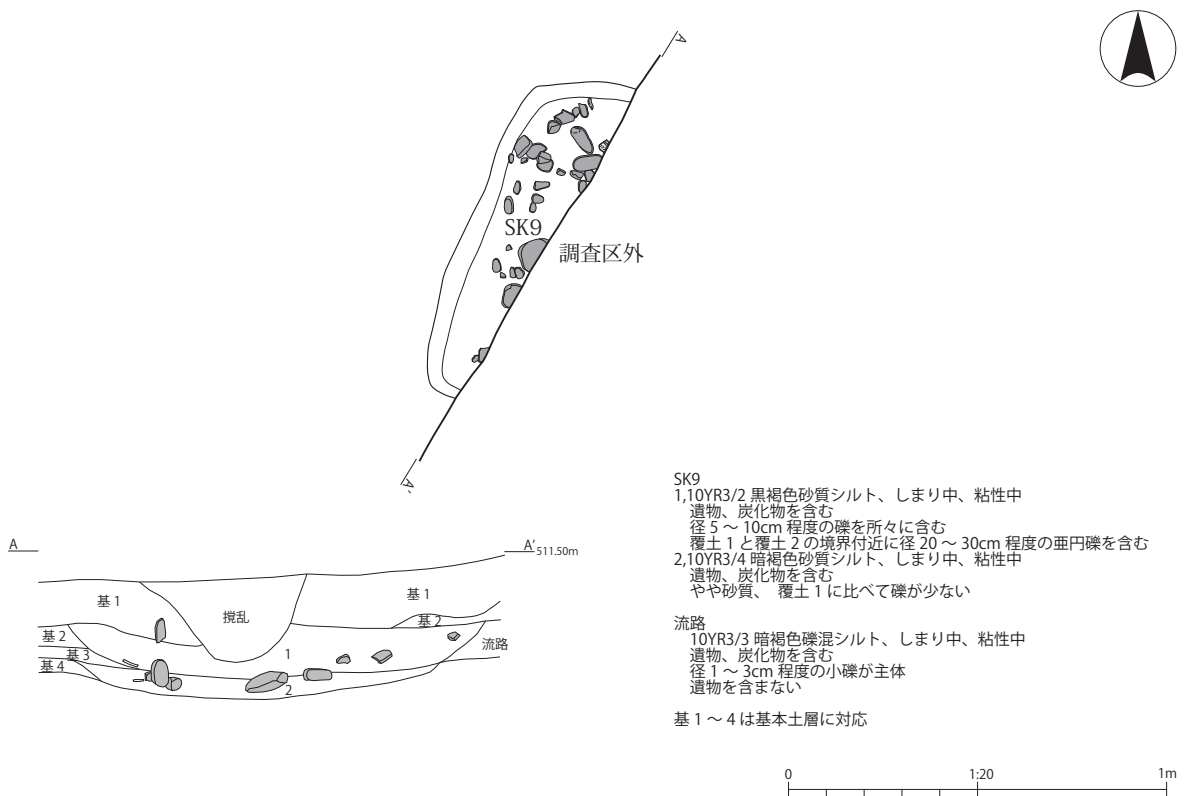 A
SK9
調査区外
A'
SK9
1,10YR3/2 黒褐色砂質シルト、しまり中、粘性中
遺物、炭化物を含む
径 5 ~ 10cm 程度の礫を所々に含む
覆土 1 と覆土 2 の境界付近に径 20 ~ 30cm 程度の亜円礫を含む
2,10YR3/4 暗褐色砂質シルト、しまり中、粘性中
遺物、炭化物を含む
やや砂質、 覆土 1 に比べて礫が少ない
流路
10YR3/3 暗褐色礫混シルト、しまり中、粘性中
遺物、炭化物を含む
径 1 ~ 3cm 程度の小礫が主体
遺物を含まない
基 1 ~ 4 は基本土層に対応
A
A' 511.50m
基 1
撹乱
基 1
基 2
基 2
流路
基 3
1
基 4
2
0
1:20
1m